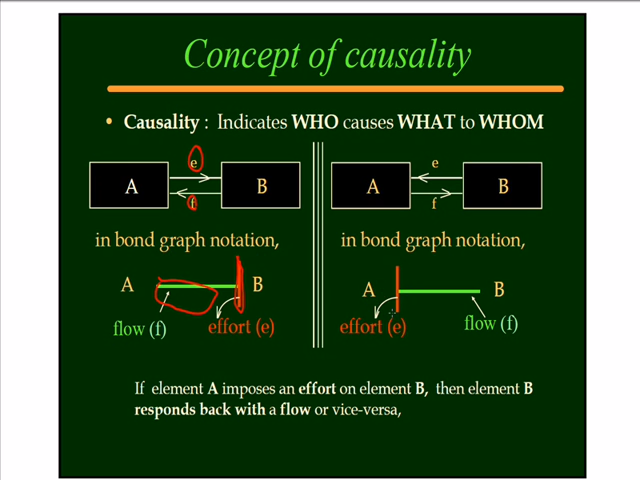 Concept of causality
• Causality : Indicates WHO causes WHAT to WHOM
e
A
B
f
in bond graph notation,
A
B
flow (f)
effort (e)
e
A
B
f
in bond graph notation,
A
B
effort (e)
flow (f)
If element A imposes an effort on element B, then element B
responds back with a flow or vice-versa,